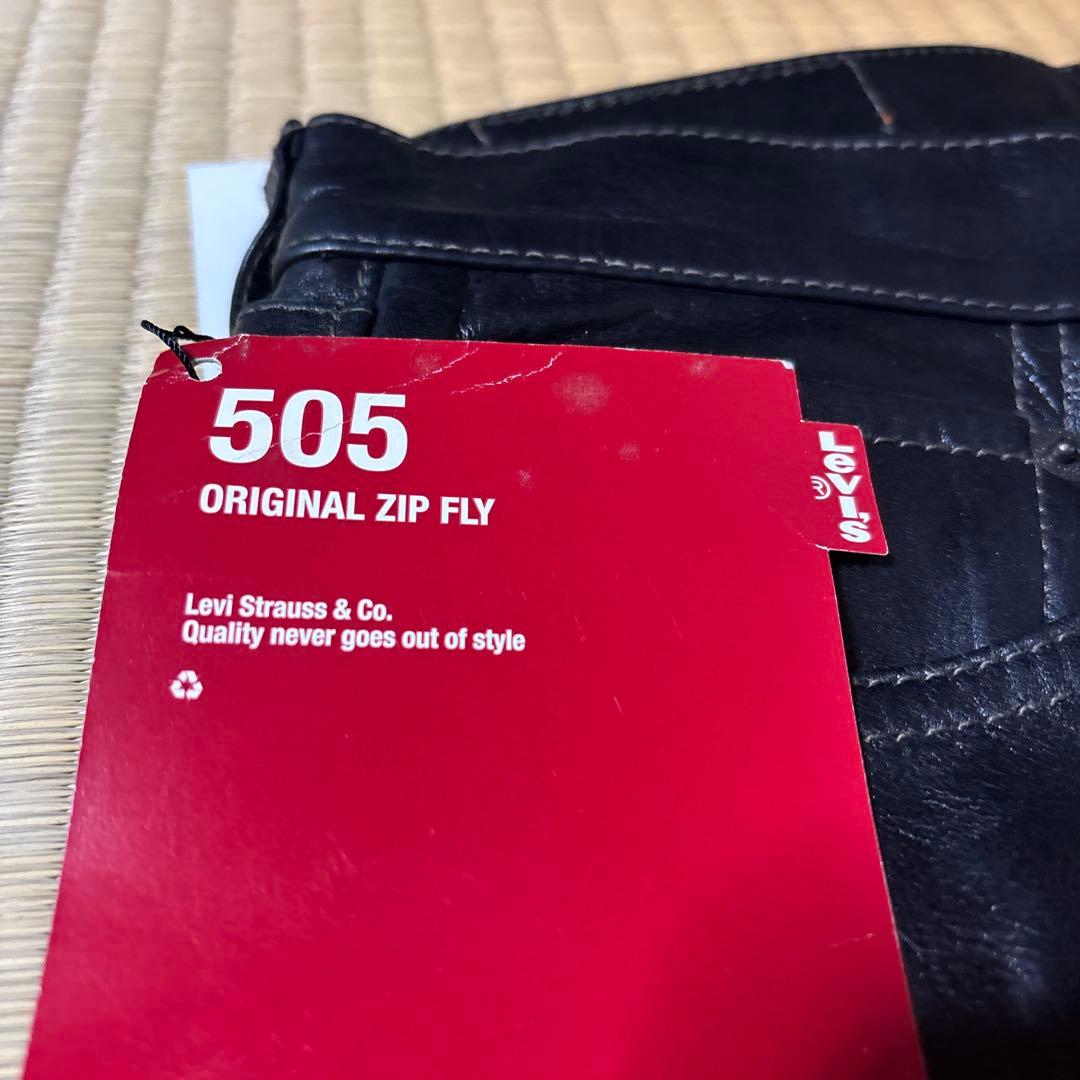 505
ORIGINAL ZIP FLY
Levi's
®
Levi Strauss & Co.
Quality never goes out of style